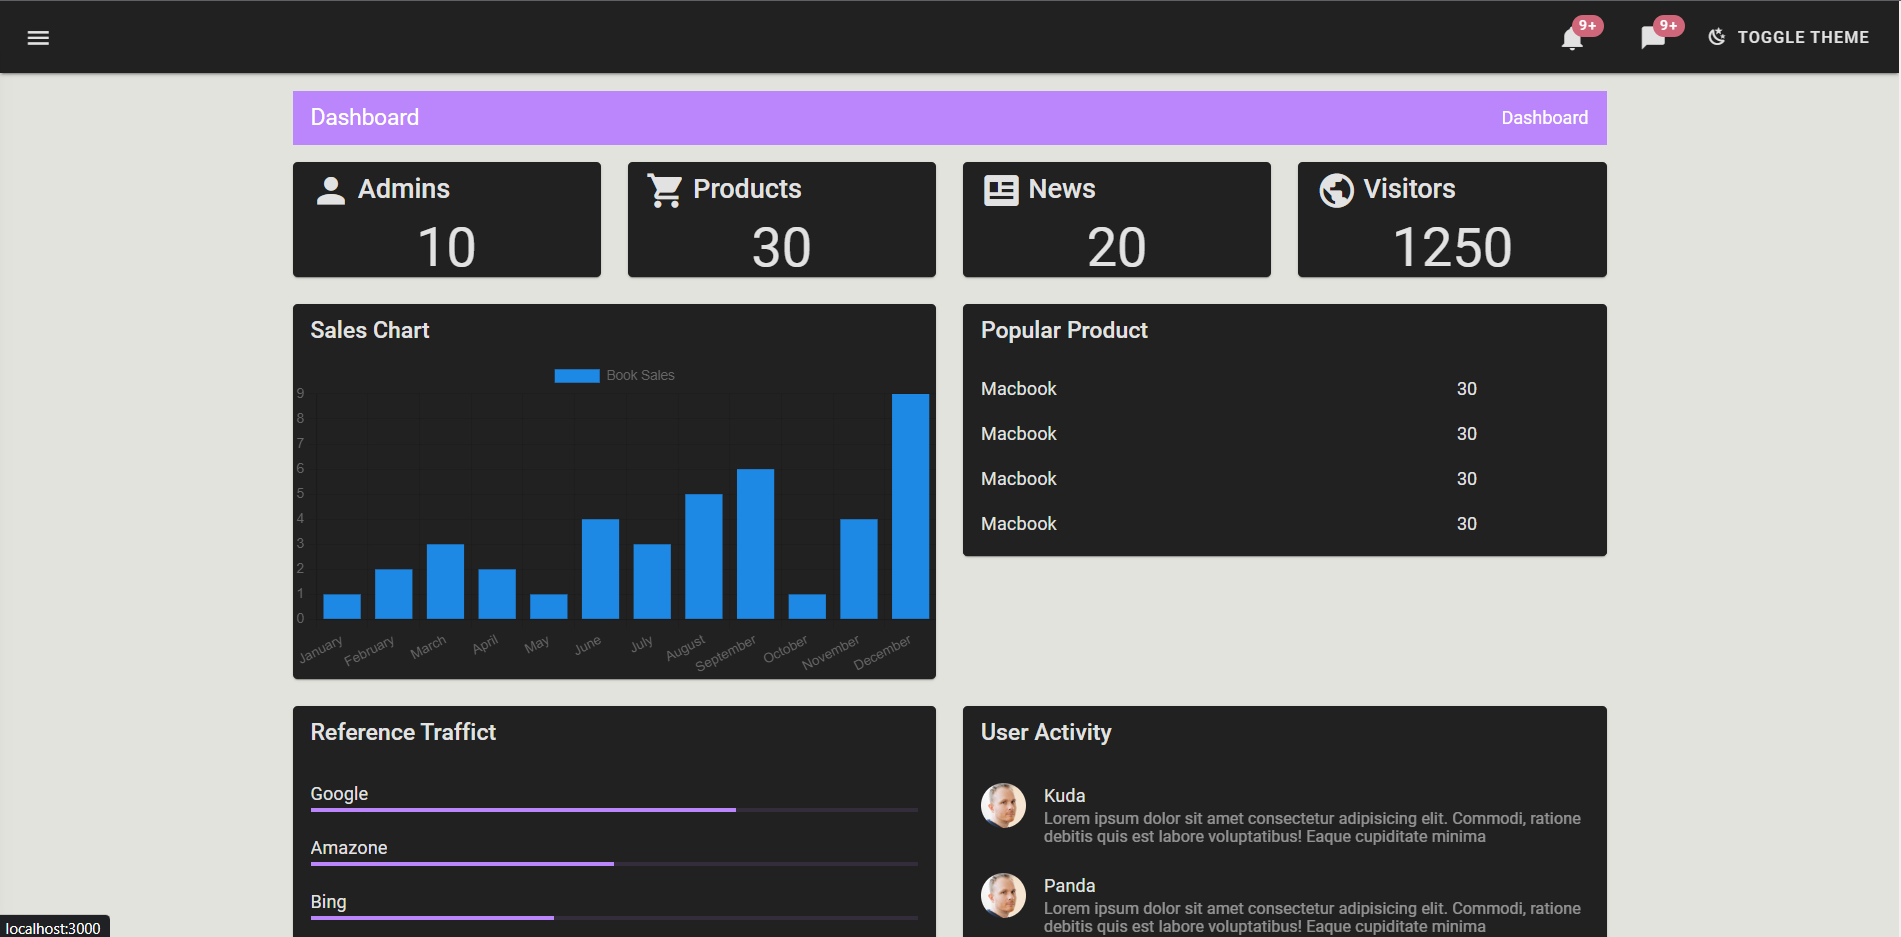 9+
9+
TOGGLE THEME
Dashboard
Dashboard
Admins
10
Products
30
News
20
Visitors
1250
Sales Chart
Book Sales
9
8
7
6
5
4
3
2
1
0
January
February
March
April
May
June
July
August
September
October
November
December
Popular Product
Macbook 30
Macbook 30
Macbook 30
Macbook 30
Reference Traffict
Google
Amazone
Bing
User Activity
Kuda
Lorem ipsum dolor sit amet consectetur adipisicing elit. Commodi, ratione
debitis quis est labore voluptatibus! Eaque cupiditate minima
Panda
Lorem ipsum dolor sit amet consectetur adipisicing elit. Commodi, ratione
debitis quis est labore voluptatibus! Eaque cupiditate minima
localhost:3000